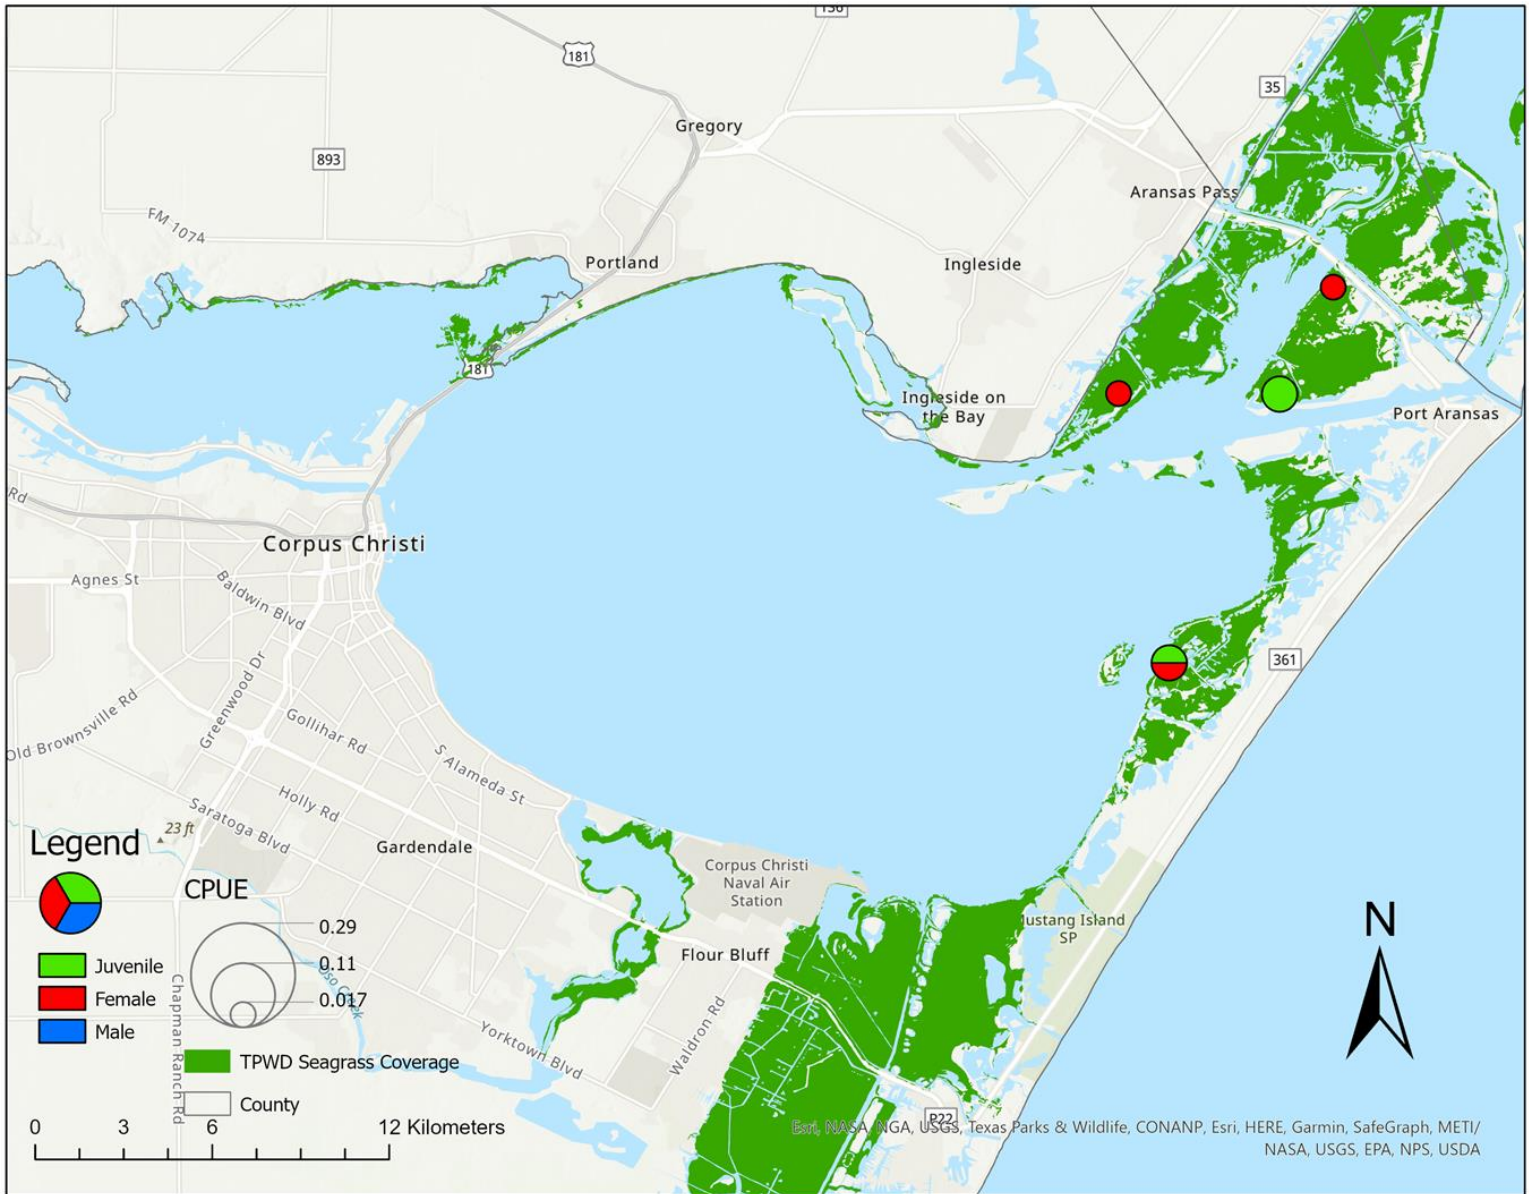 136
181
35
Gregory
893
Aransas Pass
FM 1074
Portland
Ingleside
181
Ingleside on
the Bay
Port Aransas
Rd
Corpus Christi
Agnes St
Baldwin Blvd
361
Greenwood Dr
Old Brownsville Rd
Gollihar Rd
S Alameda St
Holly Rd
Saratoga Blvd
23 ft
Legend
Gardendale
Corpus Christi
Naval Air
Station
CPUE
0.29
0.11
0.017
Juvenile
Female
Male
Mustang Island
SP
N
Flour Bluff
Oso Creek
Chapman Ranch Rd
Yorktown Blvd
Waldron Rd
TPWD Seagrass Coverage
County
P22
0 3 6 12 Kilometers
Esri, NASA, NGA, USGS, Texas Parks & Wildlife, CONANP, Esri, HERE, Garmin, SafeGraph, METI/
NASA, USGS, EPA, NPS, USDA